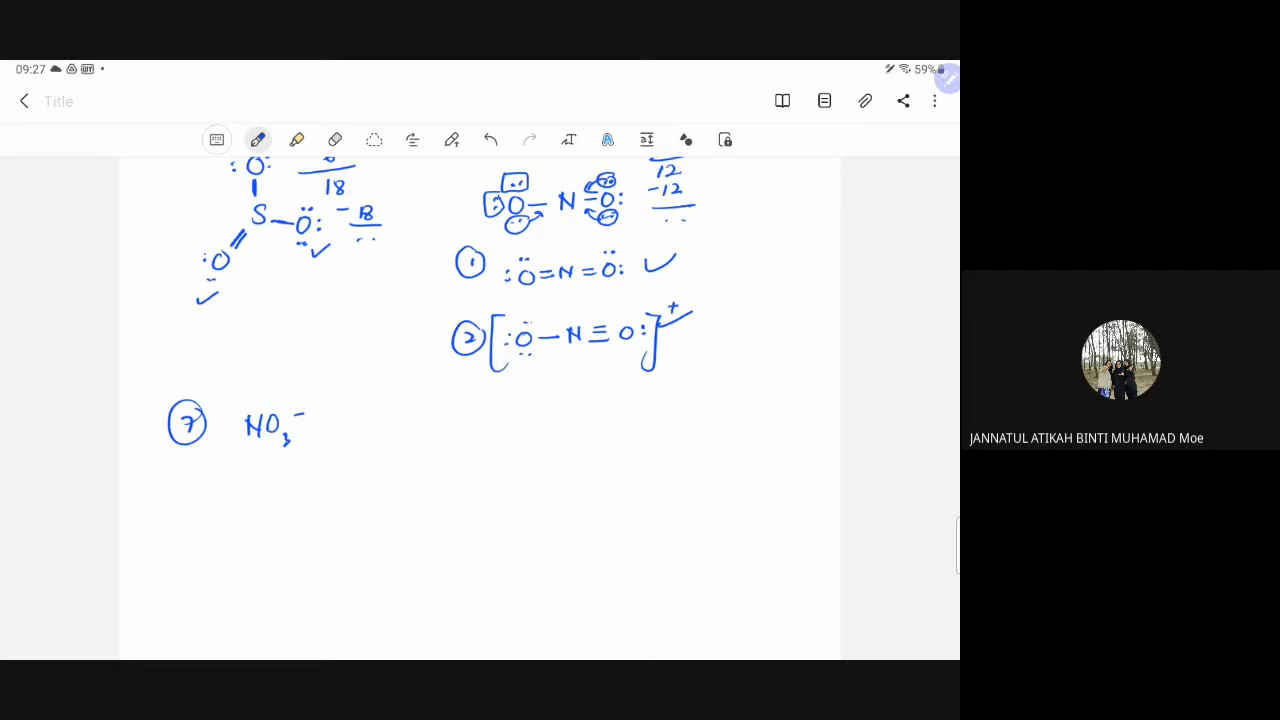 09:27 59%
Title
:O: 18
S – O: -18
:O
12
:O – N = O: -12
① :O = N = O: ✓
② [:O – N ≡ O:]⁺ ✓
⑦ NO₃⁻
JANNATUL ATIKAH BINTI MUHAMAD Moe